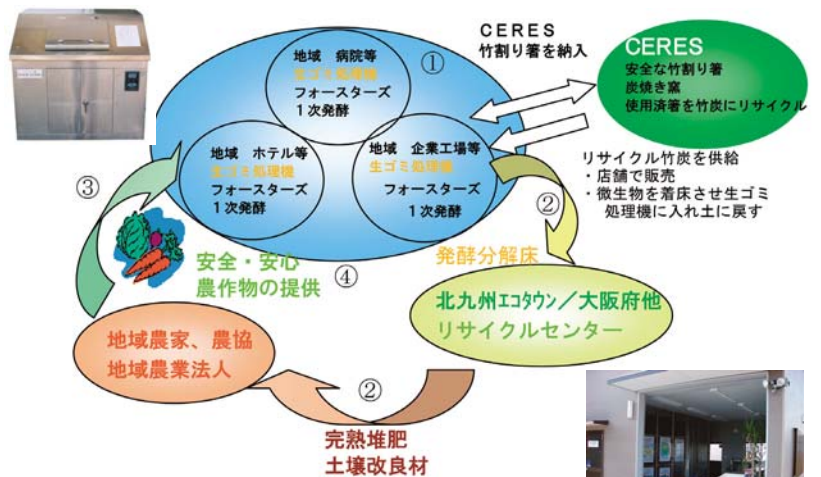 地域 病院等
生ゴミ処理機
フォースターズ
1次発酵
①
地域 ホテル等
生ゴミ処理機
フォースターズ
1次発酵
地域 企業工場等
生ゴミ処理機
フォースターズ
1次発酵
CERES
竹割り箸を納入
CERES
安全な竹割り箸
炭焼き窯
使用済箸を竹炭にリサイクル
リサイクル竹炭を供給
・店舗で販売
・微生物を着床させ生ゴミ
処理機に入れ土に戻す
②
発酵分解床
③
安全・安心
農作物の提供
④
北九州エコタウン/大阪府他
リサイクルセンター
地域農家、農協
地域農業法人
②
完熟堆肥
土壌改良材